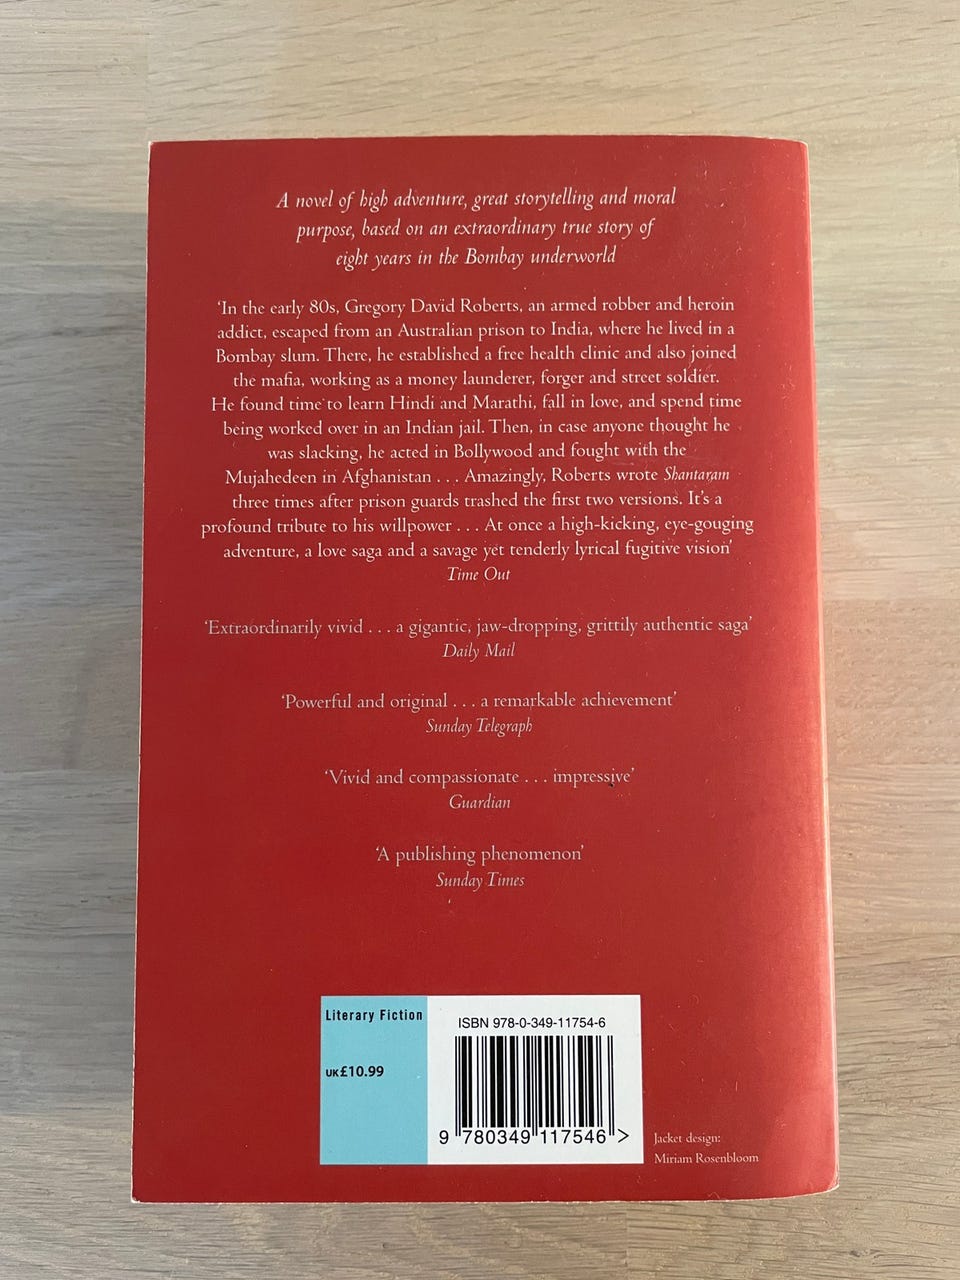 A novel of high adventure, great storytelling and moral
purpose, based on an extraordinary true story of
eight years in the Bombay underworld
‘In the early 80s, Gregory David Roberts, an armed robber and heroin
addict, escaped from an Australian prison to India, where he lived in a
Bombay slum. There, he established a free health clinic and also joined
the mafia, working as a money launderer, forger and street soldier.
He found time to learn Hindi and Marathi, fall in love, and spend time
being worked over in an Indian jail. Then, in case anyone thought he
was slacking, he acted in Bollywood and fought with the
Mujahedeen in Afghanistan . . . Amazingly, Roberts wrote Shantaram
three times after prison guards trashed the first two versions. It’s a
profound tribute to his willpower . . . At once a high-kicking, eye-gouging
adventure, a love saga and a savage yet tenderly lyrical fugitive vision’
Time Out
‘Extraordinarily vivid . . . a gigantic, jaw-dropping, grittily authentic saga’
Daily Mail
‘Powerful and original . . . a remarkable achievement’
Sunday Telegraph
‘Vivid and compassionate . . . impressive’
Guardian
‘A publishing phenomenon’
Sunday Times
Literary Fiction
UK£10.99
ISBN 978-0-349-11754-6
9 780349 117546 >
Jacket design:
Miriam Rosenbloom